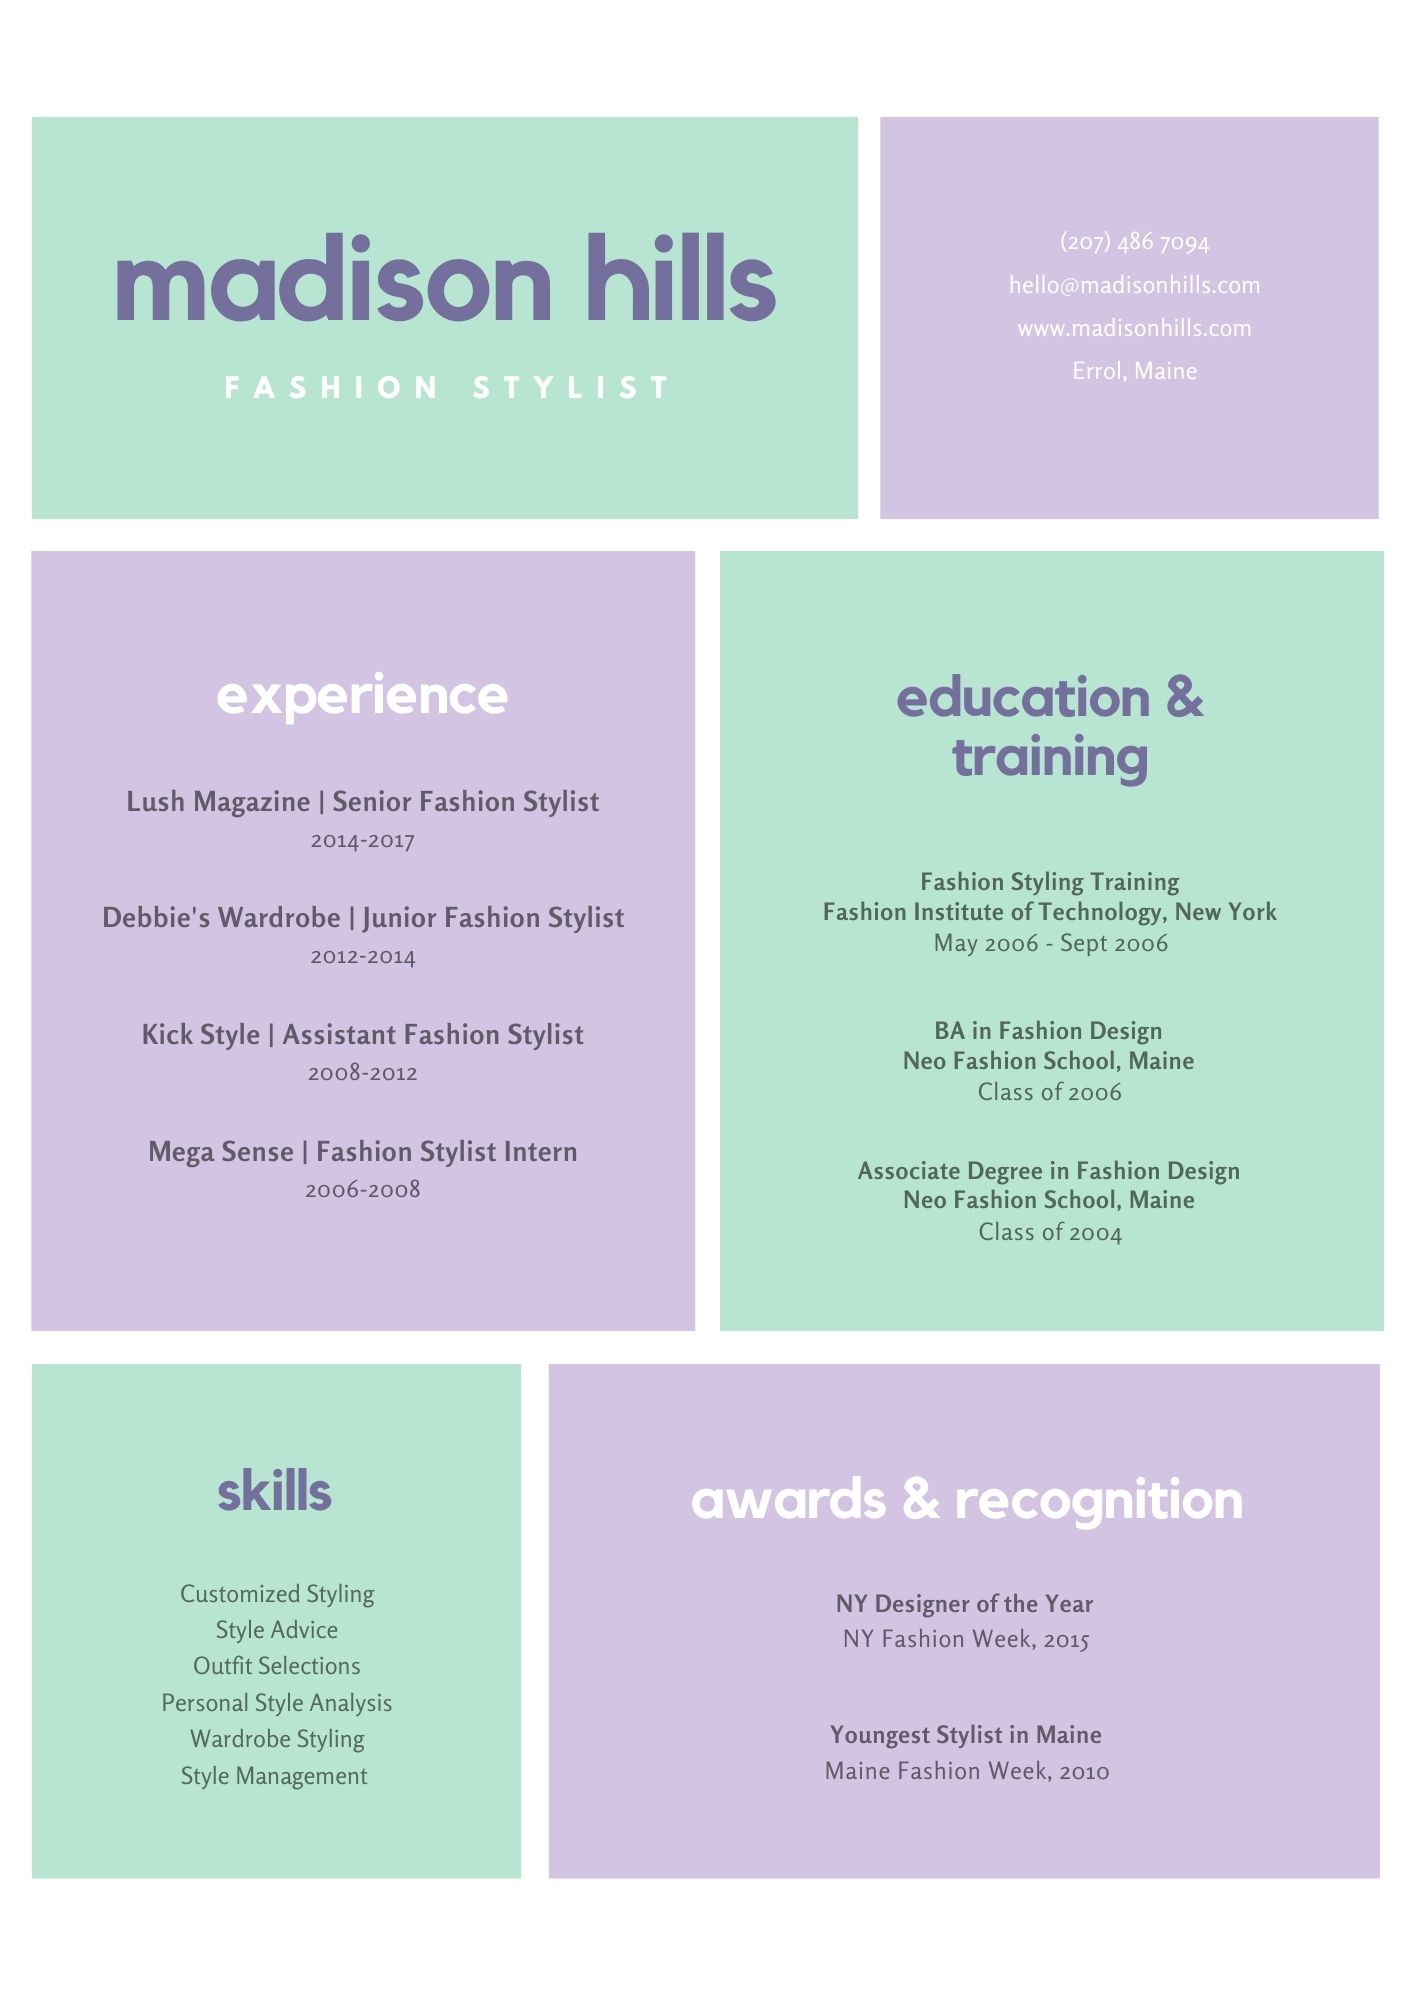 madison hills
FASHION STYLIST
(207) 486 7094
hello@madisonhills.com
www.madisonhills.com
Errol, Maine
experience
Lush Magazine | Senior Fashion Stylist
2014-2017
Debbie's Wardrobe | Junior Fashion Stylist
2012-2014
Kick Style | Assistant Fashion Stylist
2008-2012
Mega Sense | Fashion Stylist Intern
2006-2008
education &
training
Fashion Styling Training
Fashion Institute of Technology, New York
May 2006 - Sept 2006
BA in Fashion Design
Neo Fashion School, Maine
Class of 2006
Associate Degree in Fashion Design
Neo Fashion School, Maine
Class of 2004
skills
Customized Styling
Style Advice
Outfit Selections
Personal Style Analysis
Wardrobe Styling
Style Management
awards & recognition
NY Designer of the Year
NY Fashion Week, 2015
Youngest Stylist in Maine
Maine Fashion Week, 2010